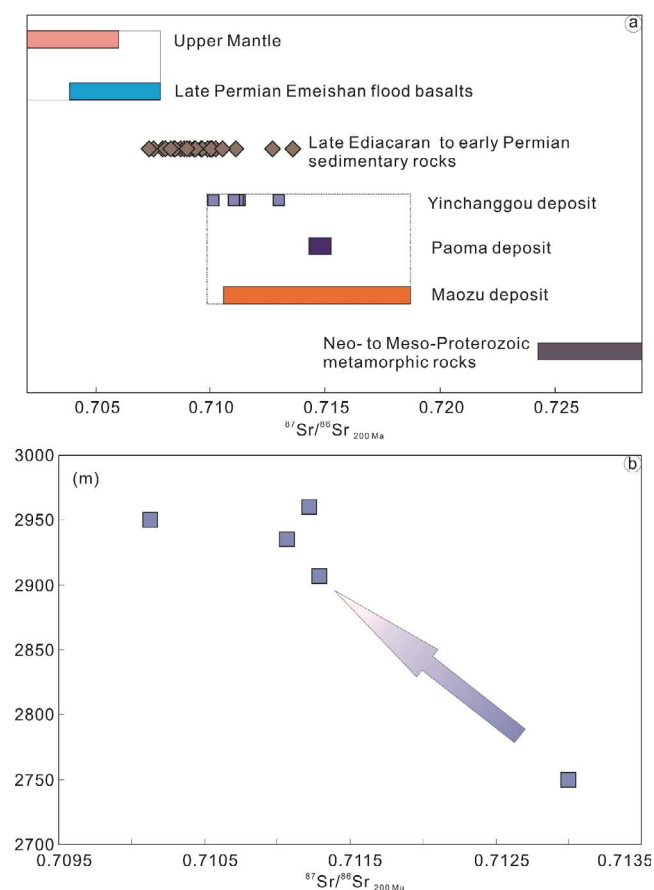 a
Upper Mantle
Late Permian Emeishan flood basalts
Late Ediacaran to early Permian
sedimentary rocks
Yinchanggou deposit
Paoma deposit
Maozu deposit
Neo- to Meso-Proterozoic
metamorphic rocks
0.705 0.710 0.715 0.720 0.725
⁸⁷Sr/⁸⁶Sr 200 Ma
3000
(m)
b
2950
2900
2850
2800
2750
2700
0.7095 0.7105 0.7115 0.7125 0.7135
⁸⁷Sr/⁸⁶Sr 200 Ma